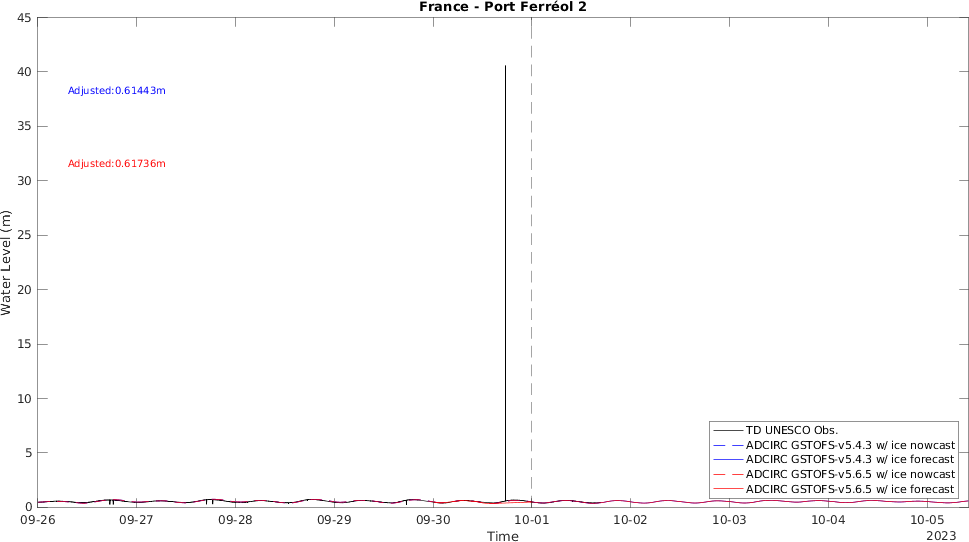 France - Port Ferréol 2
45
40
35
30
25
20
15
10
5
0
Water Level (m)
Adjusted:0.61443m
Adjusted:0.61736m
TD UNESCO Obs.
ADCIRC GSTOFS-v5.4.3 w/ ice nowcast
ADCIRC GSTOFS-v5.4.3 w/ ice forecast
ADCIRC GSTOFS-v5.6.5 w/ ice nowcast
ADCIRC GSTOFS-v5.6.5 w/ ice forecast
09-26 09-27 09-28 09-29 09-30 10-01 10-02 10-03 10-04 10-05
Time
2023